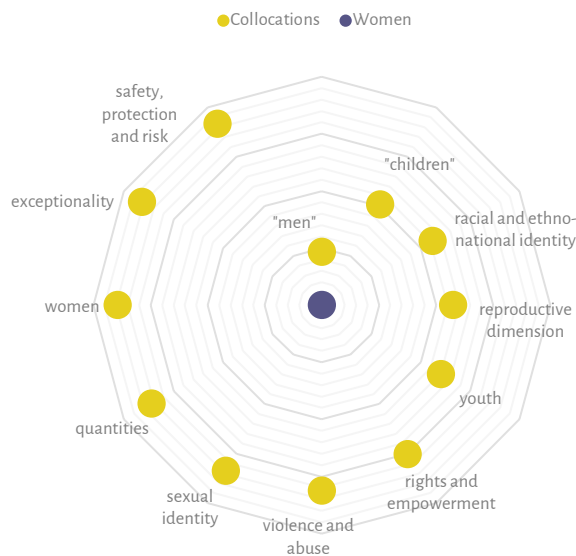 Collocations
Women
safety,
protection
and risk
"children"
exceptionality
"men"
racial and ethno-
national identity
women
reproductive
dimension
youth
quantities
rights and
empowerment
sexual
identity
violence and
abuse